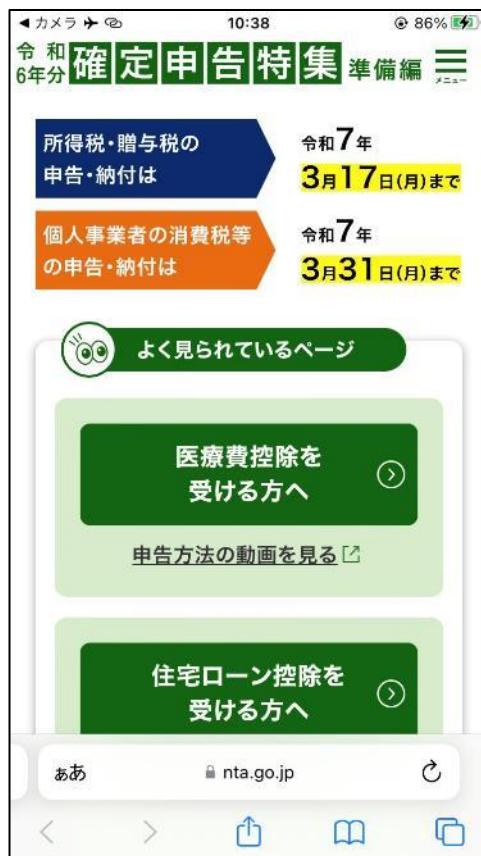 カメラ
10:38
86%
令和
6年分
確定申告特集 準備編
メニュー
所得税・贈与税の
申告・納付は
令和7年
3月17日(月)まで
個人事業者の消費税等
の申告・納付は
令和7年
3月31日(月)まで
よく見られているページ
医療費控除を
受ける方へ
申告方法の動画を見る
住宅ローン控除を
受ける方へ
ぁあ
nta.go.jp